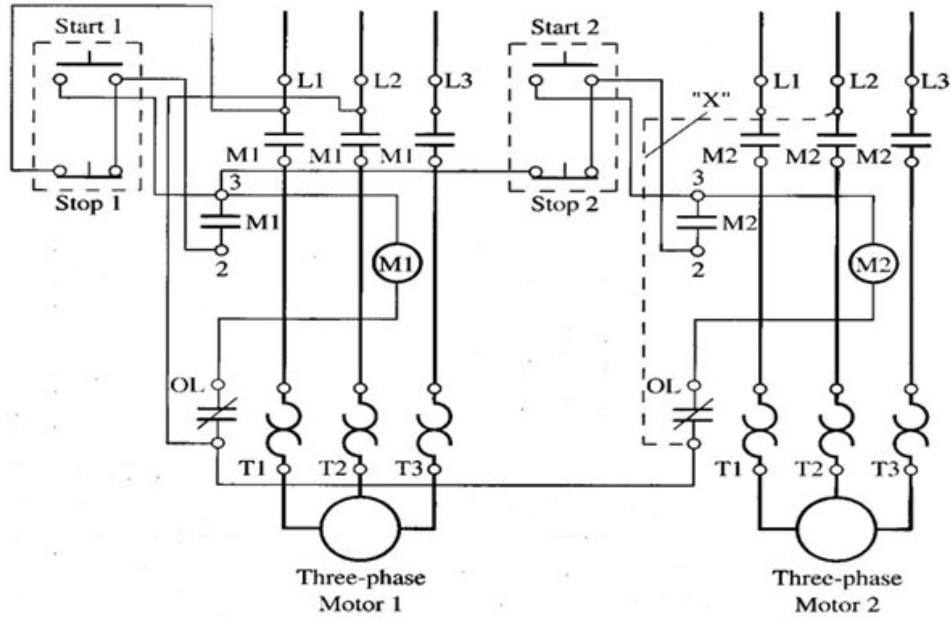 Start 1
Start 2
L1 L2 L3
L1 L2 L3
"X"
M1 M1 M1
M2 M2 M2
Stop 1
3
M1
2
M1
Stop 2
3
M2
2
M2
OL
OL
T1 T2 T3
T1 T2 T3
Three-phase
Motor 1
Three-phase
Motor 2